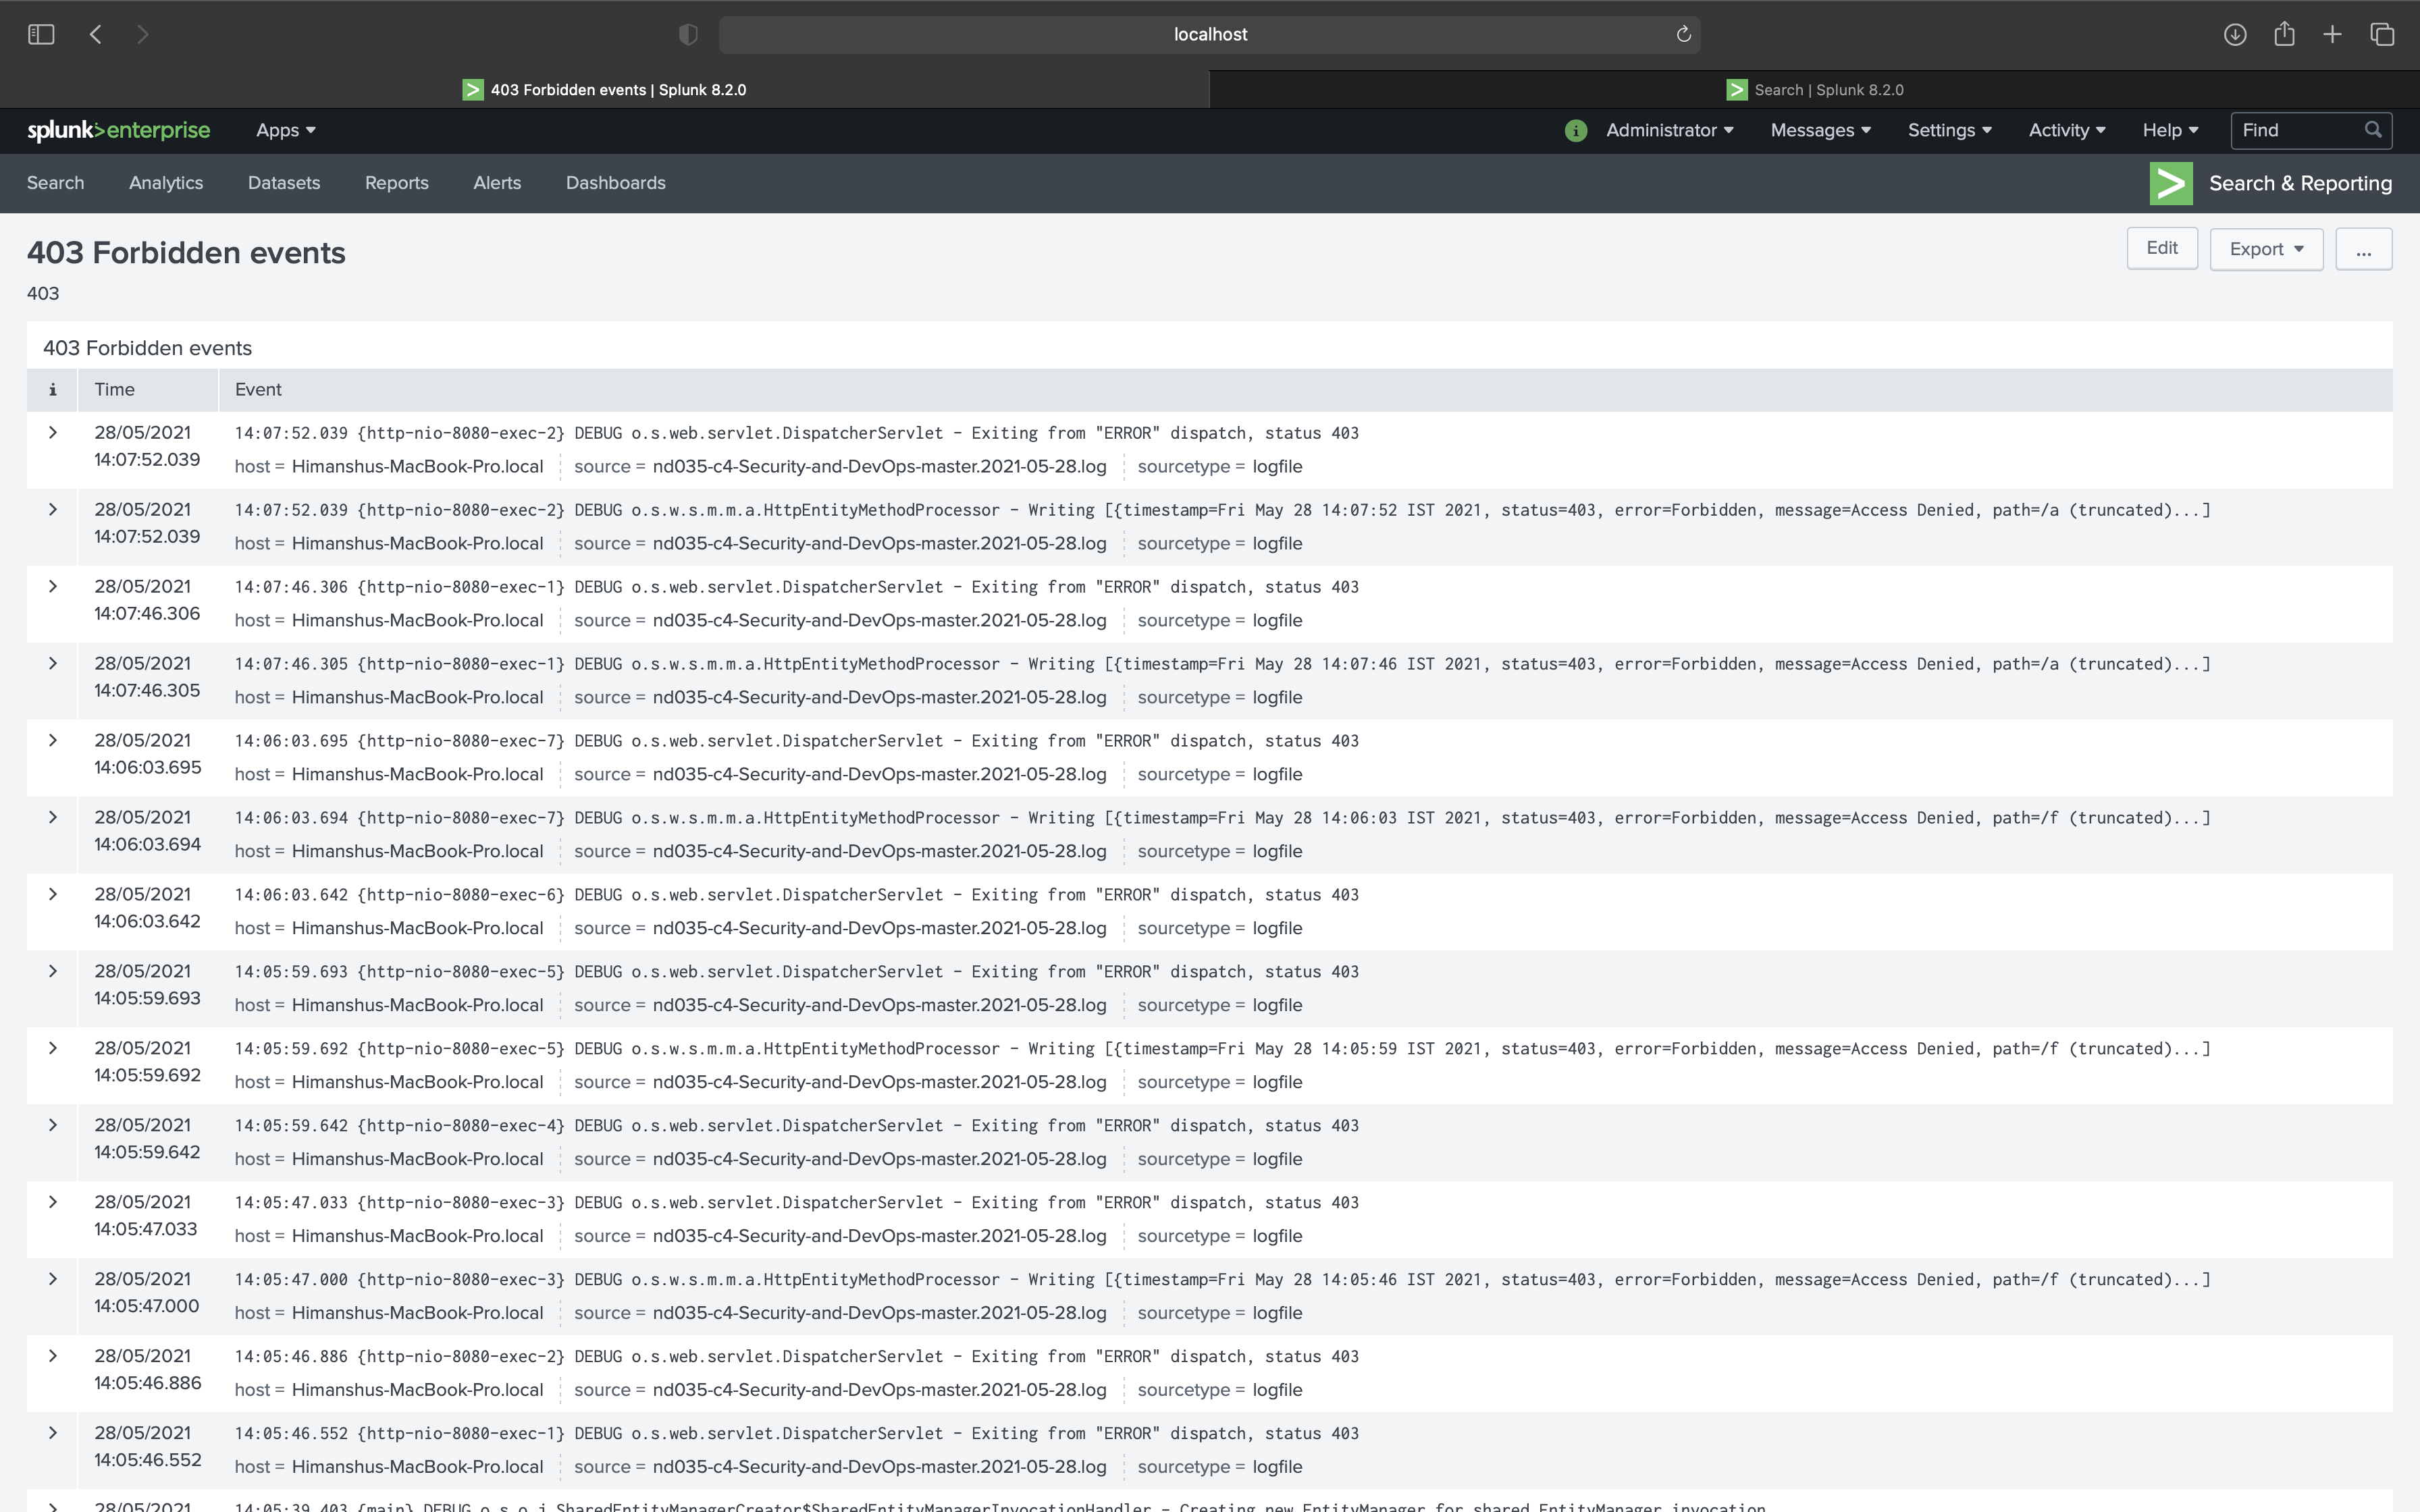 localhost
403 Forbidden events | Splunk 8.2.0
Search | Splunk 8.2.0
splunk>enterprise Apps
i Administrator Messages Settings Activity Help Find
Search Analytics Datasets Reports Alerts Dashboards
Search & Reporting
403 Forbidden events
Edit Export ...
403
403 Forbidden events
i Time Event
28/05/2021 14:07:52.039 {http-nio-8080-exec-2} DEBUG o.s.web.servlet.DispatcherServlet - Exiting from "ERROR" dispatch, status 403
14:07:52.039 host = Himanshus-MacBook-Pro.local source = nd035-c4-Security-and-DevOps-master.2021-05-28.log sourcetype = logfile
28/05/2021 14:07:52.039 {http-nio-8080-exec-2} DEBUG o.s.w.s.m.m.a.HttpEntityMethodProcessor - Writing [{timestamp=Fri May 28 14:07:52 IST 2021, status=403, error=Forbidden, message=Access Denied, path=/a (truncated)...]
14:07:52.039 host = Himanshus-MacBook-Pro.local source = nd035-c4-Security-and-DevOps-master.2021-05-28.log sourcetype = logfile
28/05/2021 14:07:46.306 {http-nio-8080-exec-1} DEBUG o.s.web.servlet.DispatcherServlet - Exiting from "ERROR" dispatch, status 403
14:07:46.306 host = Himanshus-MacBook-Pro.local source = nd035-c4-Security-and-DevOps-master.2021-05-28.log sourcetype = logfile
28/05/2021 14:07:46.305 {http-nio-8080-exec-1} DEBUG o.s.w.s.m.m.a.HttpEntityMethodProcessor - Writing [{timestamp=Fri May 28 14:07:46 IST 2021, status=403, error=Forbidden, message=Access Denied, path=/a (truncated)...]
14:07:46.305 host = Himanshus-MacBook-Pro.local source = nd035-c4-Security-and-DevOps-master.2021-05-28.log sourcetype = logfile
28/05/2021 14:06:03.695 {http-nio-8080-exec-7} DEBUG o.s.web.servlet.DispatcherServlet - Exiting from "ERROR" dispatch, status 403
14:06:03.695 host = Himanshus-MacBook-Pro.local source = nd035-c4-Security-and-DevOps-master.2021-05-28.log sourcetype = logfile
28/05/2021 14:06:03.694 {http-nio-8080-exec-7} DEBUG o.s.w.s.m.m.a.HttpEntityMethodProcessor - Writing [{timestamp=Fri May 28 14:06:03 IST 2021, status=403, error=Forbidden, message=Access Denied, path=/f (truncated)...]
14:06:03.694 host = Himanshus-MacBook-Pro.local source = nd035-c4-Security-and-DevOps-master.2021-05-28.log sourcetype = logfile
28/05/2021 14:06:03.642 {http-nio-8080-exec-6} DEBUG o.s.web.servlet.DispatcherServlet - Exiting from "ERROR" dispatch, status 403
14:06:03.642 host = Himanshus-MacBook-Pro.local source = nd035-c4-Security-and-DevOps-master.2021-05-28.log sourcetype = logfile
28/05/2021 14:05:59.693 {http-nio-8080-exec-5} DEBUG o.s.web.servlet.DispatcherServlet - Exiting from "ERROR" dispatch, status 403
14:05:59.693 host = Himanshus-MacBook-Pro.local source = nd035-c4-Security-and-DevOps-master.2021-05-28.log sourcetype = logfile
28/05/2021 14:05:59.692 {http-nio-8080-exec-5} DEBUG o.s.w.s.m.m.a.HttpEntityMethodProcessor - Writing [{timestamp=Fri May 28 14:05:59 IST 2021, status=403, error=Forbidden, message=Access Denied, path=/f (truncated)...]
14:05:59.692 host = Himanshus-MacBook-Pro.local source = nd035-c4-Security-and-DevOps-master.2021-05-28.log sourcetype = logfile
28/05/2021 14:05:59.642 {http-nio-8080-exec-4} DEBUG o.s.web.servlet.DispatcherServlet - Exiting from "ERROR" dispatch, status 403
14:05:59.642 host = Himanshus-MacBook-Pro.local source = nd035-c4-Security-and-DevOps-master.2021-05-28.log sourcetype = logfile
28/05/2021 14:05:47.033 {http-nio-8080-exec-3} DEBUG o.s.web.servlet.DispatcherServlet - Exiting from "ERROR" dispatch, status 403
14:05:47.033 host = Himanshus-MacBook-Pro.local source = nd035-c4-Security-and-DevOps-master.2021-05-28.log sourcetype = logfile
28/05/2021 14:05:47.000 {http-nio-8080-exec-3} DEBUG o.s.w.s.m.m.a.HttpEntityMethodProcessor - Writing [{timestamp=Fri May 28 14:05:46 IST 2021, status=403, error=Forbidden, message=Access Denied, path=/f (truncated)...]
14:05:47.000 host = Himanshus-MacBook-Pro.local source = nd035-c4-Security-and-DevOps-master.2021-05-28.log sourcetype = logfile
28/05/2021 14:05:46.886 {http-nio-8080-exec-2} DEBUG o.s.web.servlet.DispatcherServlet - Exiting from "ERROR" dispatch, status 403
14:05:46.886 host = Himanshus-MacBook-Pro.local source = nd035-c4-Security-and-DevOps-master.2021-05-28.log sourcetype = logfile
28/05/2021 14:05:46.552 {http-nio-8080-exec-1} DEBUG o.s.web.servlet.DispatcherServlet - Exiting from "ERROR" dispatch, status 403
14:05:46.552 host = Himanshus-MacBook-Pro.local source = nd035-c4-Security-and-DevOps-master.2021-05-28.log sourcetype = logfile
28/05/2021 14:05:39.403 {main} DEBUG o.s.o.j.SharedEntityManagerCreator$SharedEntityManagerInvocationHandler - Creating new EntityManager for shared EntityManager invocation